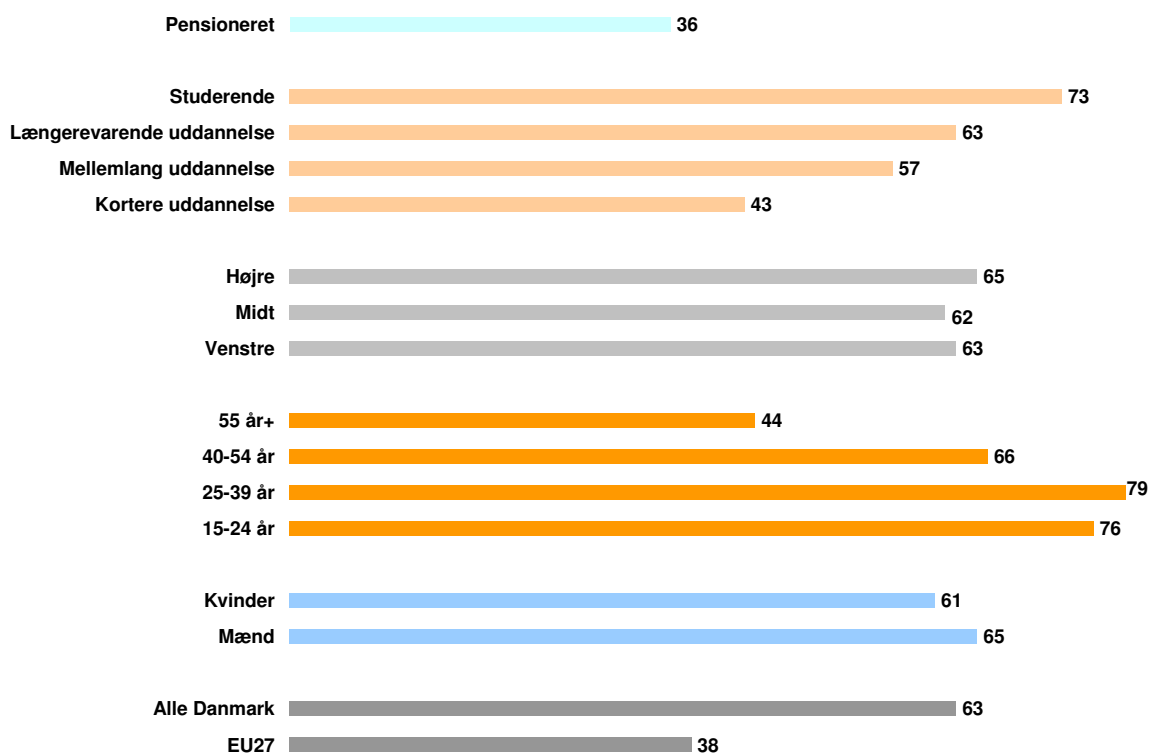 Pensioneret 36
Studerende 73
Længerevarende uddannelse 63
Mellemlang uddannelse 57
Kortere uddannelse 43
Højre 65
Midt 62
Venstre 63
55 år+ 44
40-54 år 66
25-39 år 79
15-24 år 76
Kvinder 61
Mænd 65
Alle Danmark 63
EU27 38